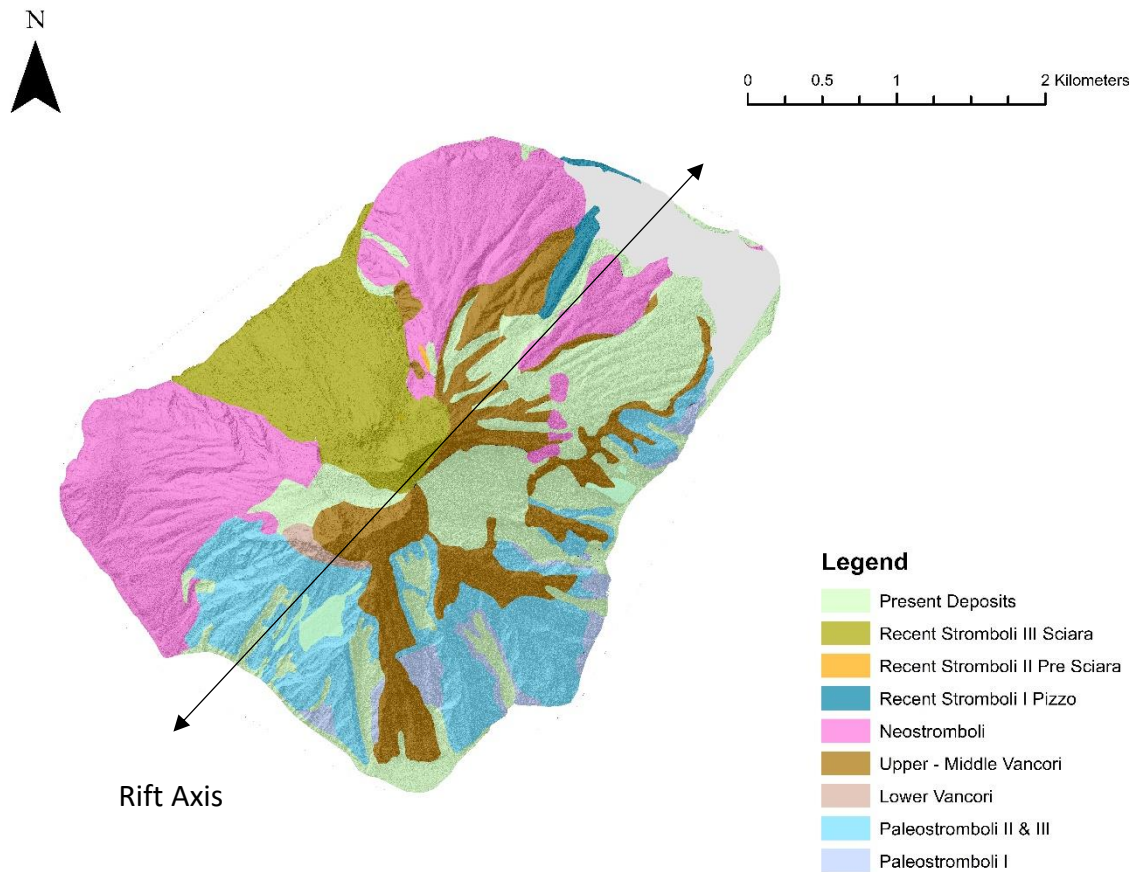 N
0 0.5 1 2 Kilometers
Rift Axis
Legend
Present Deposits
Recent Stromboli III Sciara
Recent Stromboli II Pre Sciara
Recent Stromboli I Pizzo
Neostromboli
Upper - Middle Vancori
Lower Vancori
Paleostromboli II & III
Paleostromboli I